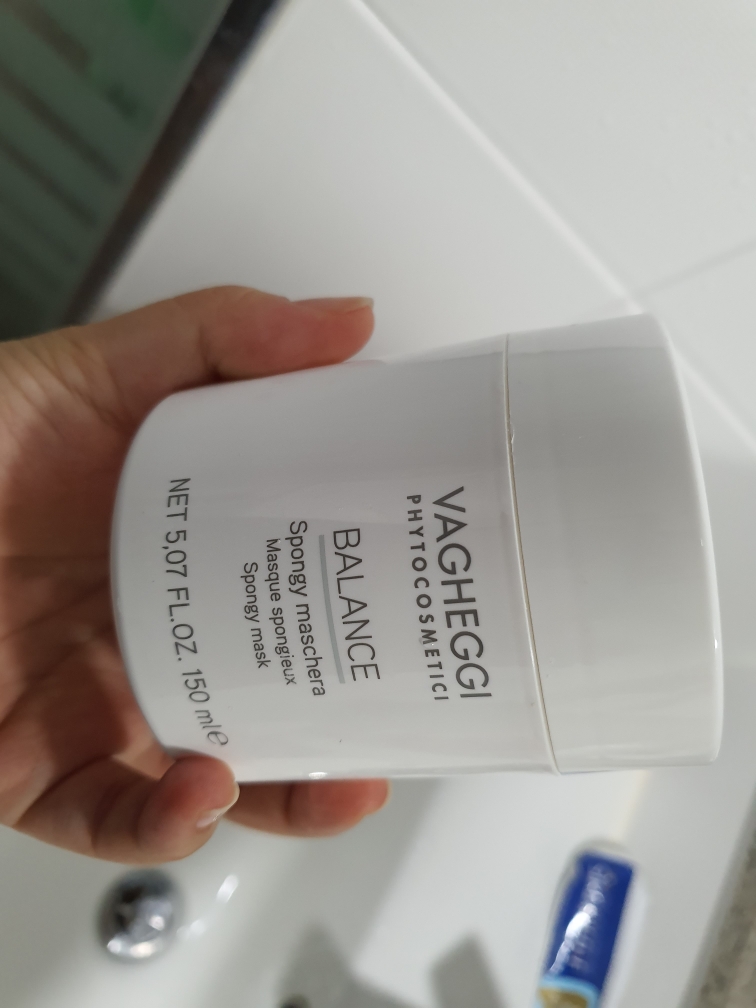 VAGHEGGI
PHYTOCOSMETICI
BALANCE
Spongy maschera
Masque spongieux
Spongy mask
NET 5,07 FL.OZ. 150 ml℮